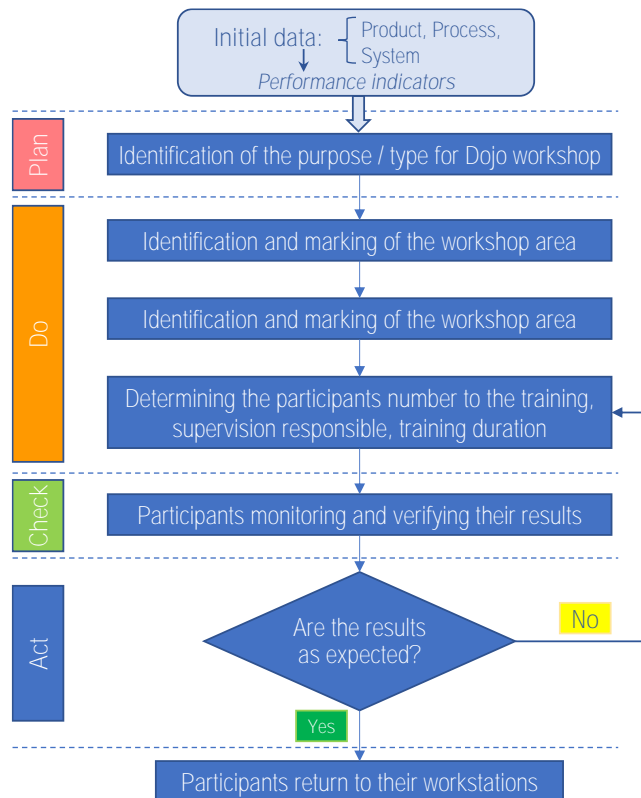 Initial data:
Product, Process,
System
Performance indicators
Plan
Identification of the purpose / type for Dojo workshop
Do
Identification and marking of the workshop area
Identification and marking of the workshop area
Determining the participants number to the training,
supervision responsible, training duration
Check
Participants monitoring and verifying their results
Act
Are the results
as expected?
No
Yes
Participants return to their workstations